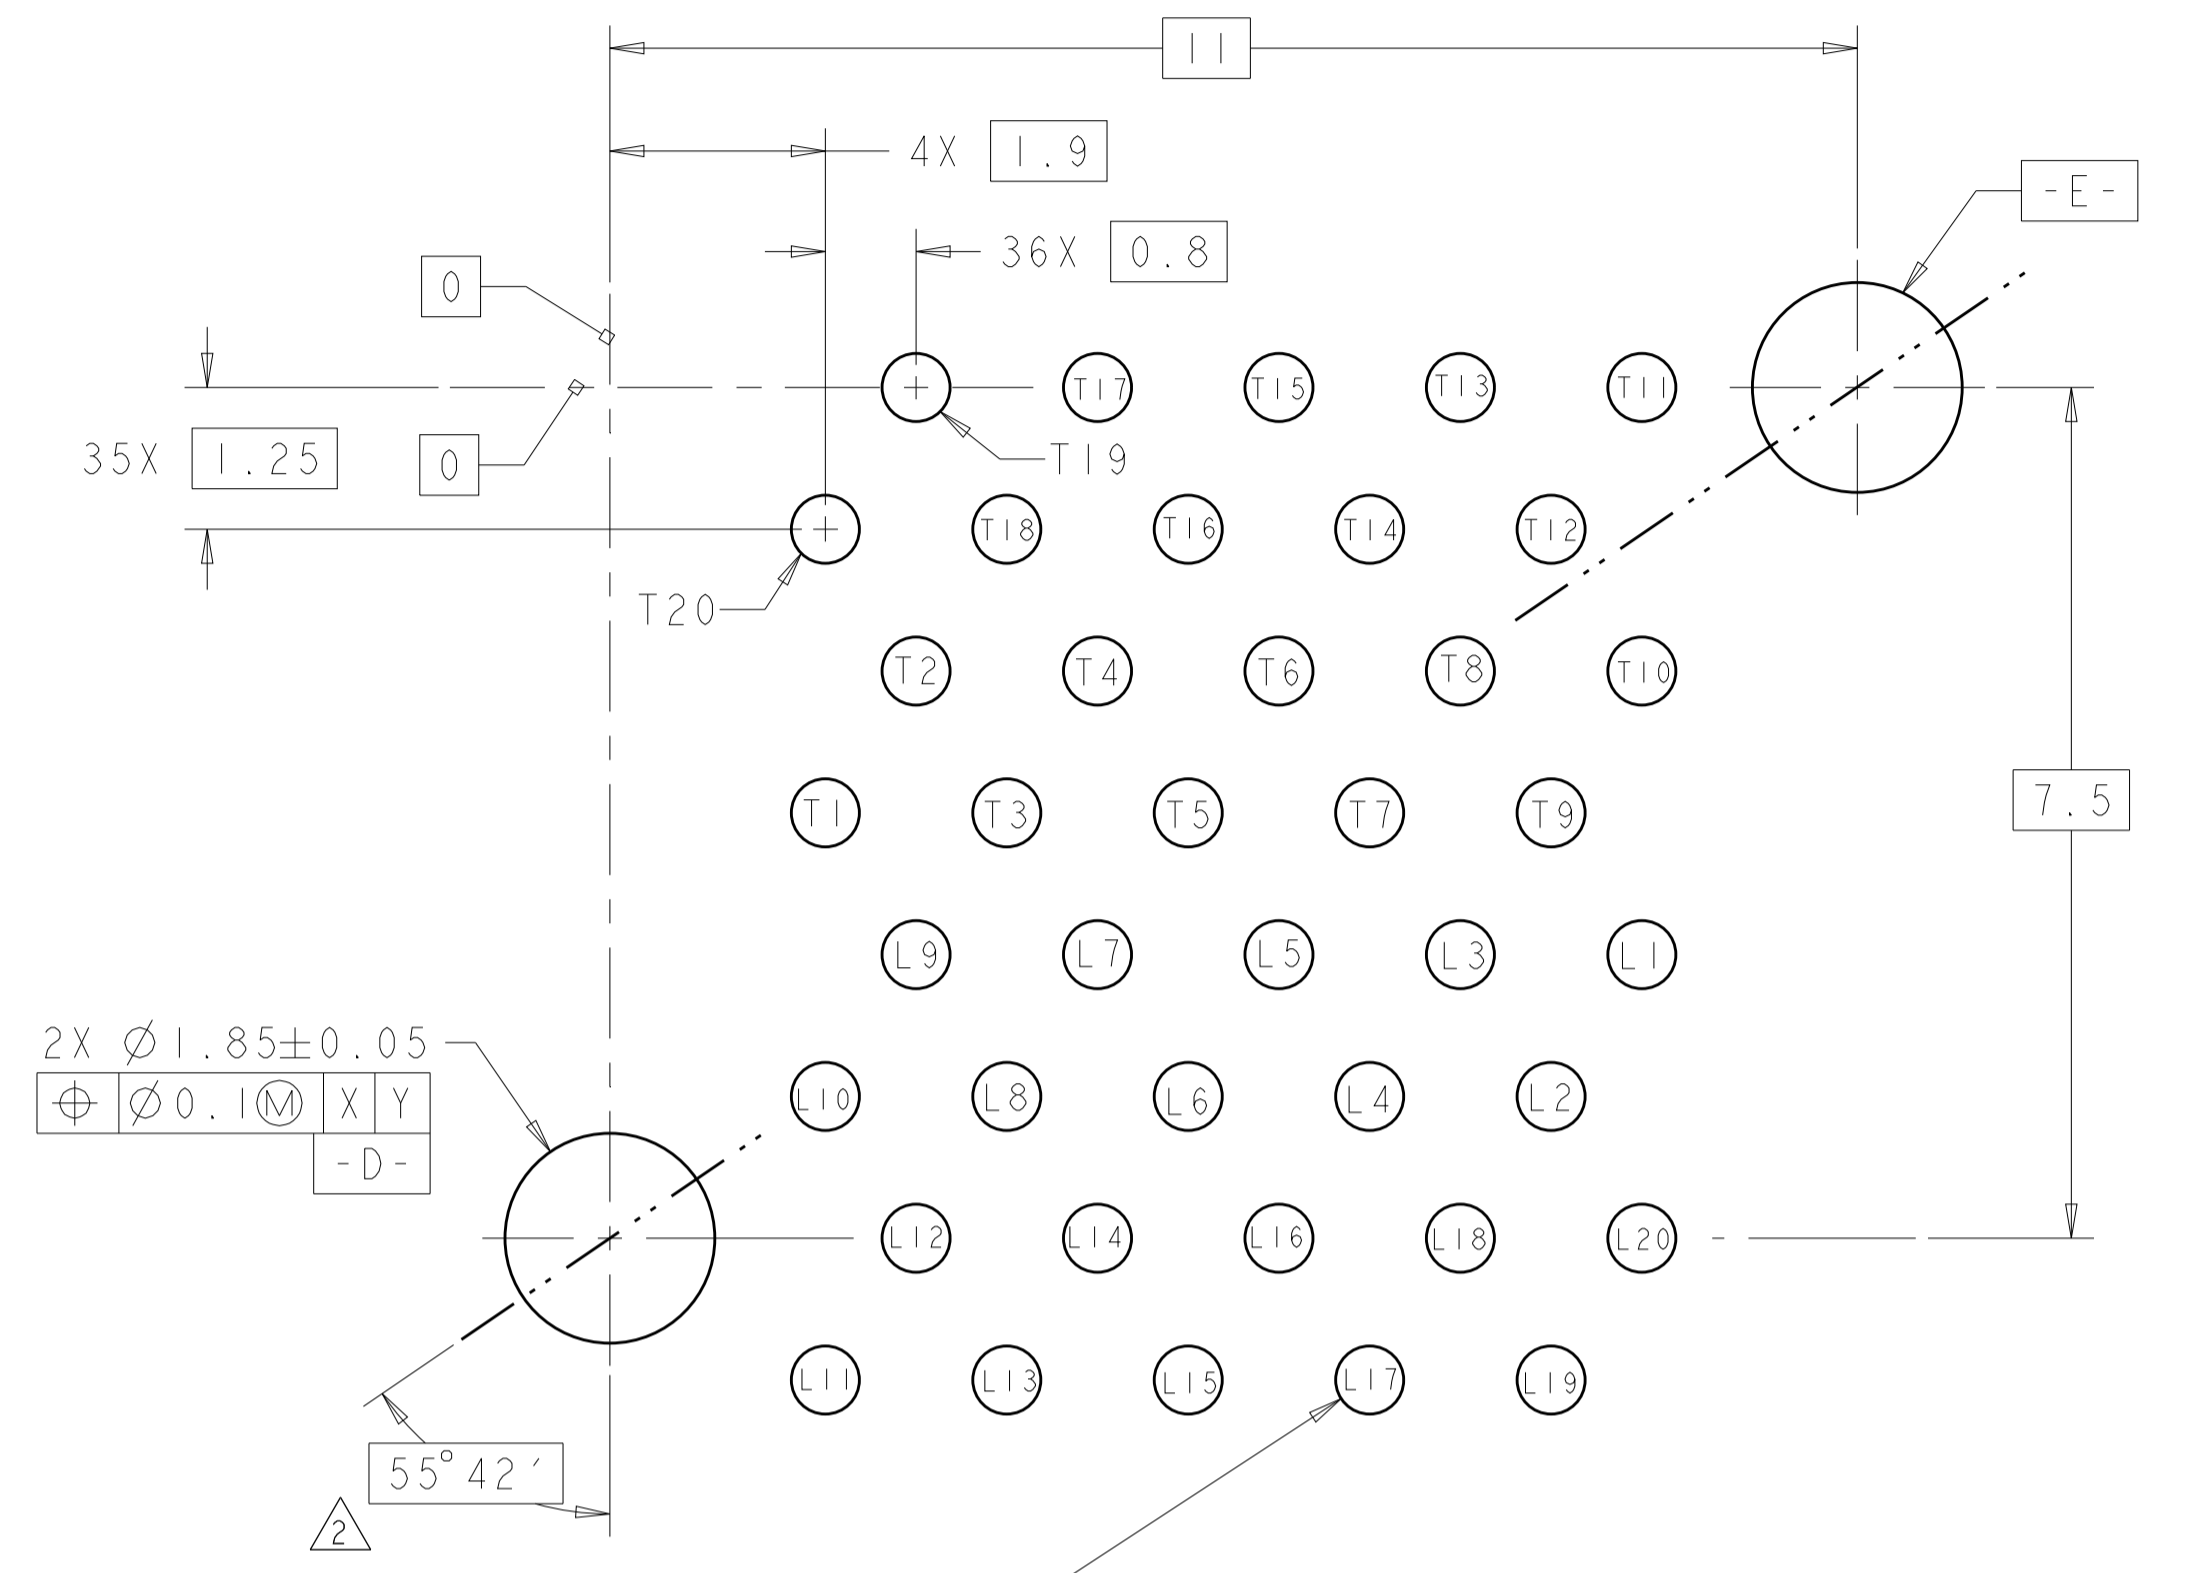 11
4X 1.9
-E-
36X 0.8
0
T17 T15 T13 T11
35X 1.25
0
T19
T18 T16 T14 T12
T20
T2 T4 T6 T8 T10
7.5
T1 T3 T5 T7 T9
L9 L7 L5 L3 L1
2X Ø1.85±0.05
⌖ Ø0.1Ⓜ X Y
-D-
L10 L8 L6 L4 L2
L12 L14 L16 L18 L20
L11 L13 L15 L17 L19
55°42′
2